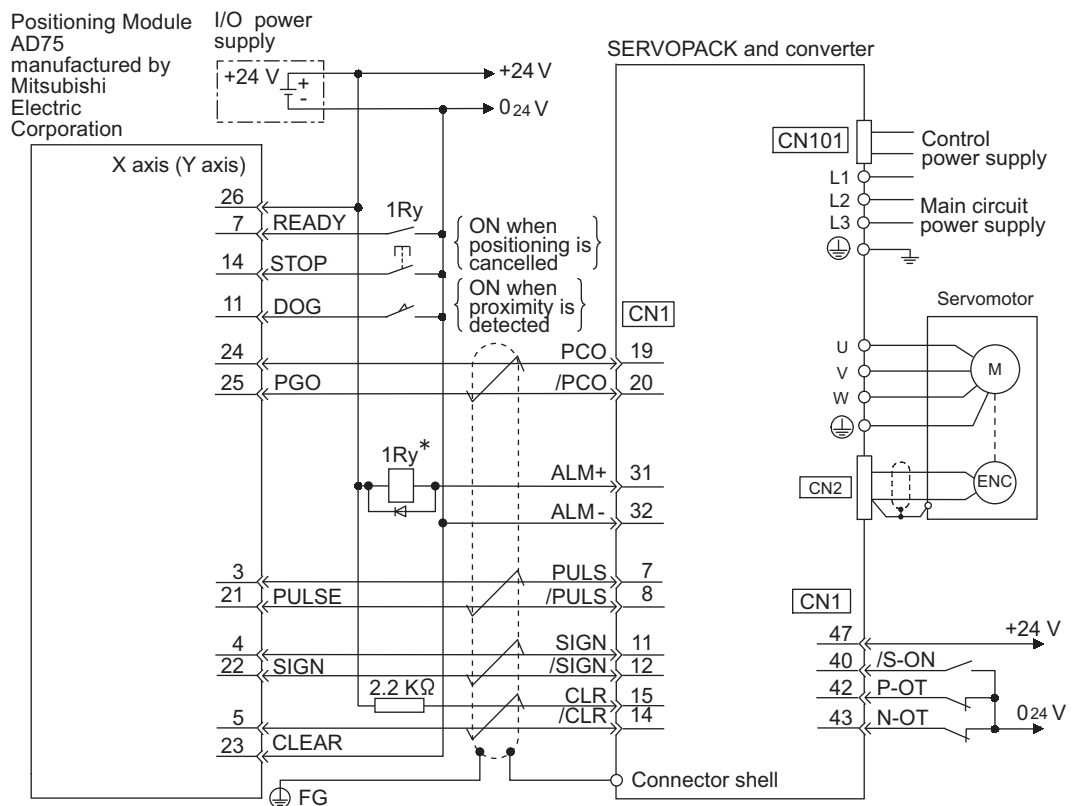 Positioning Module
AD75
manufactured by
Mitsubishi
Electric
Corporation
I/O power
supply
+24 V
+
-
+24 V
024 V
SERVOPACK and converter
X axis (Y axis)
26
7 READY
1Ry
ON when
positioning is
cancelled
14 STOP
11 DOG
ON when
proximity is
detected
CN1
24 PCO 19
25 PGO /PCO 20
1Ry*
ALM+ 31
ALM- 32
3 PULS 7
21 PULSE /PULS 8
4 SIGN 11
22 SIGN /SIGN 12
2.2 KΩ
CLR 15
5 /CLR 14
23 CLEAR
FG
Connector shell
CN101
Control
power supply
L1
L2
L3
Main circuit
power supply
Servomotor
U
V
W
M
CN2
ENC
CN1
47 +24 V
40 /S-ON
42 P-OT
43 N-OT
024 V